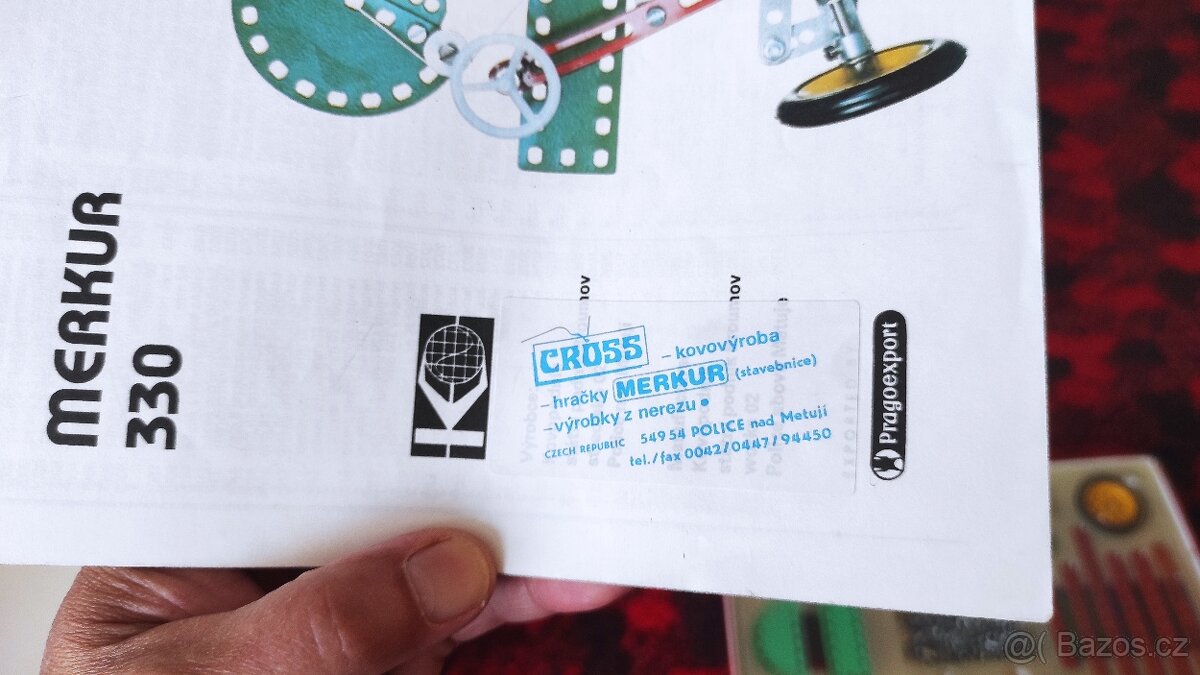 MERKUR
330
CROSS – kovovýroba
– hračky MERKUR (stavebnice)
– výrobky z nerezu •
CZECH REPUBLIC 549 54 POLICE nad Metují
tel./fax 0042/0447/94450
Pragoexport
@( Bazos.cz